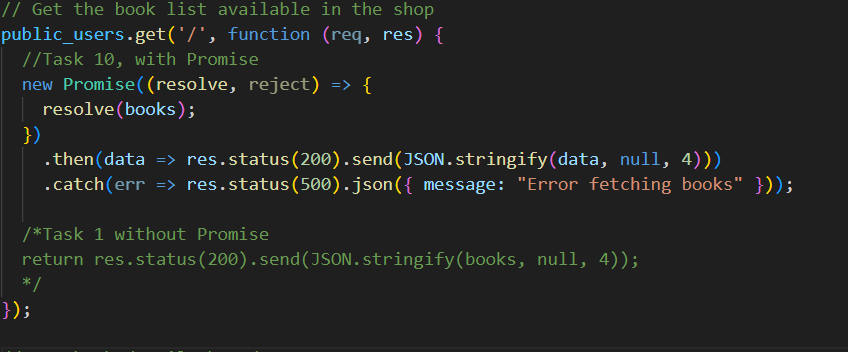 // Get the book list available in the shop
public_users.get('/', function (req, res) {
  //Task 10, with Promise
  new Promise((resolve, reject) => {
    resolve(books);
  })
    .then(data => res.status(200).send(JSON.stringify(data, null, 4)))
    .catch(err => res.status(500).json({ message: "Error fetching books" }));
  /*Task 1 without Promise
  return res.status(200).send(JSON.stringify(books, null, 4));
  */
});